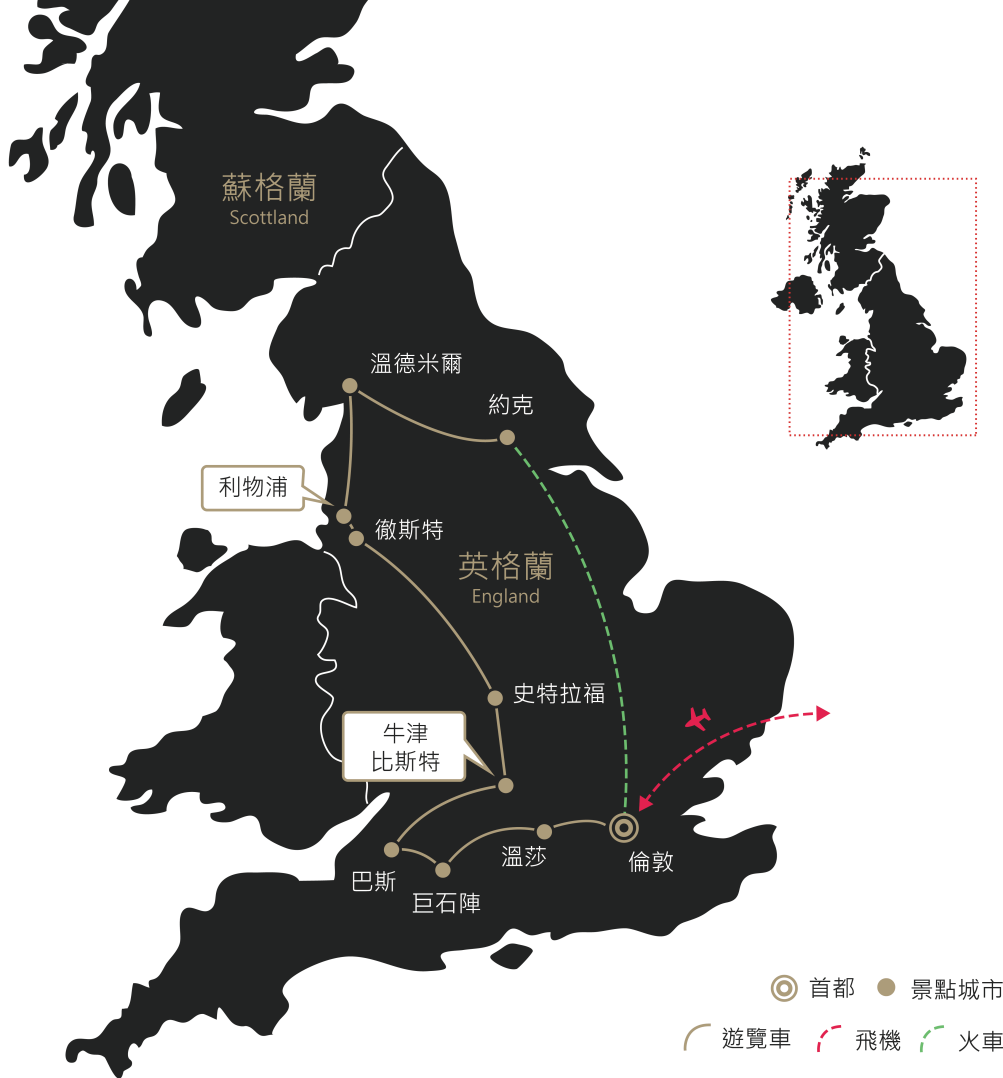 蘇格蘭
Scottland
溫德米爾
約克
利物浦
徹斯特
英格蘭
England
史特拉福
牛津
比斯特
溫莎
倫敦
巴斯
巨石陣
首都
景點城市
遊覽車
飛機
火車